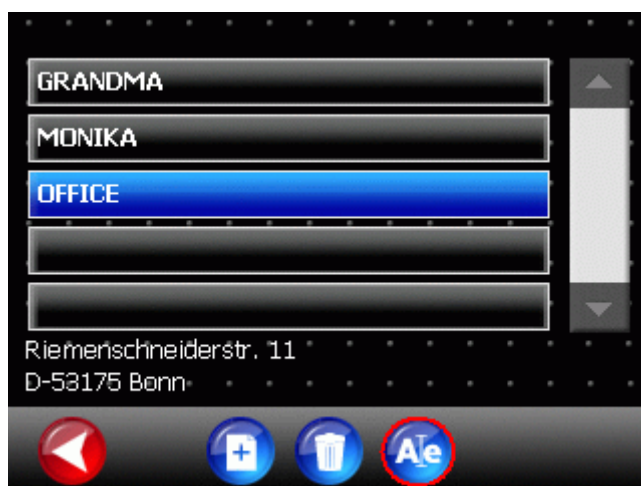 GRANDMA
MONIKA
OFFICE
Riemenschneiderstr. 11
D-53175 Bonn
A e